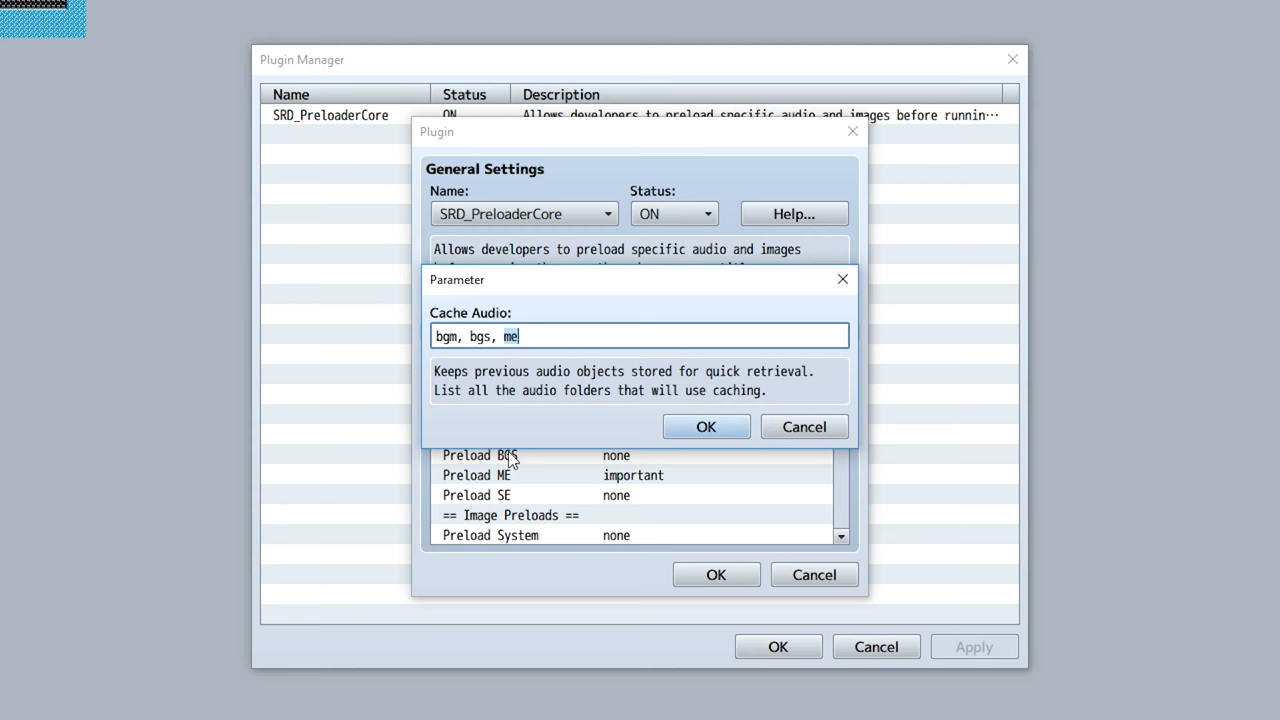 Plugin Manager
Name Status Description
SRD_PreloaderCore ON Allows developers to preload specific audio and images before runnin…
Plugin
General Settings
Name: Status:
SRD_PreloaderCore ON Help...
Allows developers to preload specific audio and images
Parameter
Cache Audio:
bgm, bgs, me
Keeps previous audio objects stored for quick retrieval.
List all the audio folders that will use caching.
OK Cancel
Preload BGS none
Preload ME important
Preload SE none
== Image Preloads ==
Preload System none
OK Cancel
OK Cancel Apply